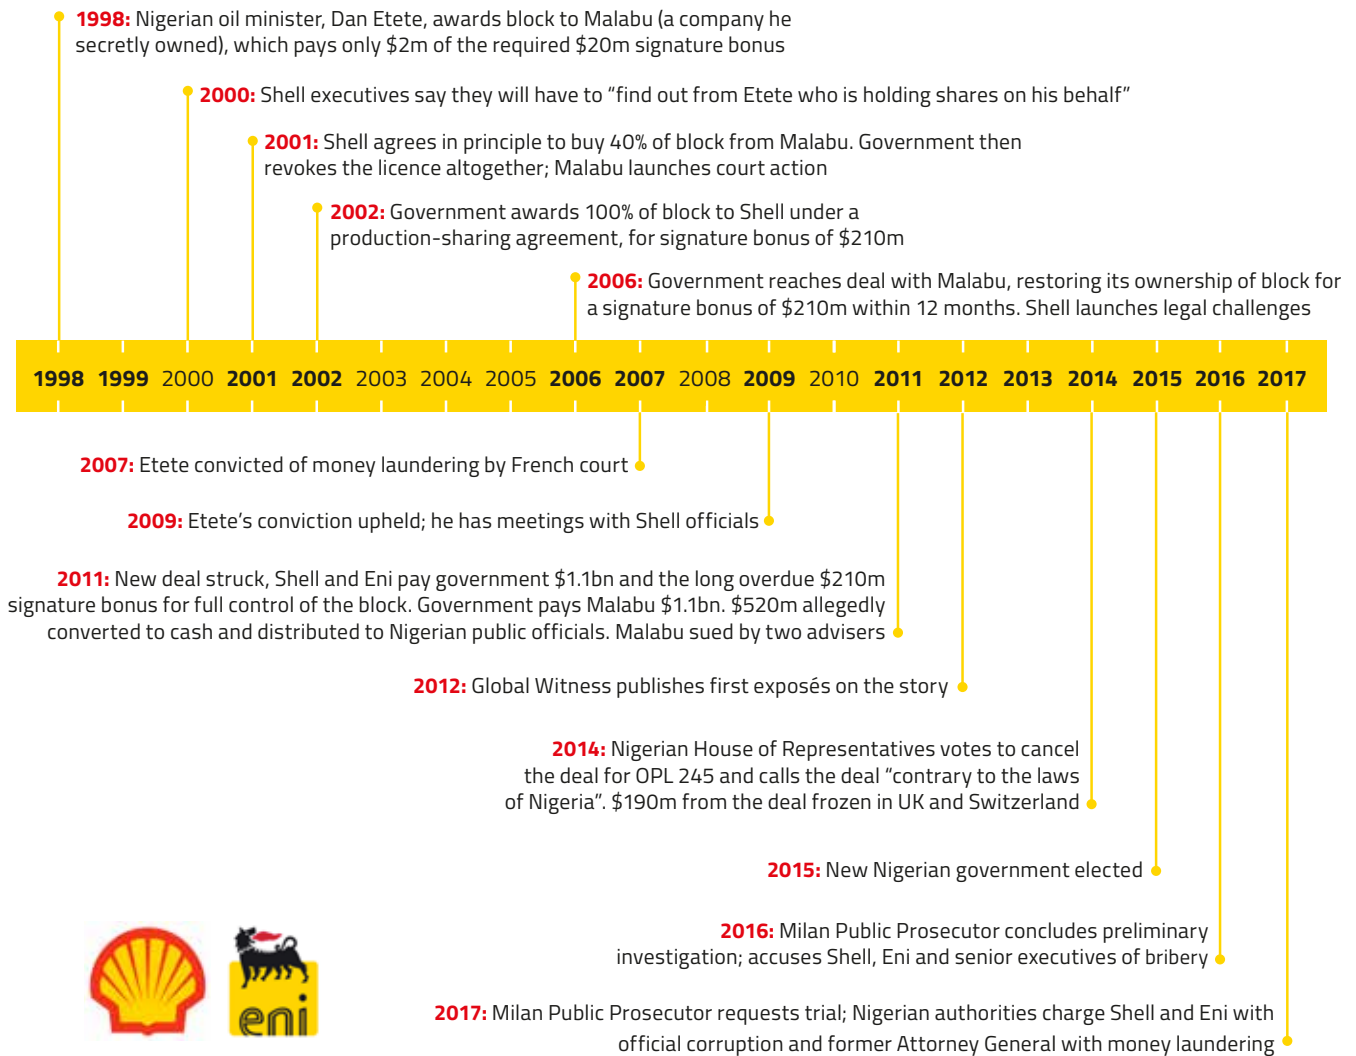 1998: Nigerian oil minister, Dan Etete, awards block to Malabu (a company he
secretly owned), which pays only $2m of the required $20m signature bonus
2000: Shell executives say they will have to “find out from Etete who is holding shares on his behalf”
2001: Shell agrees in principle to buy 40% of block from Malabu. Government then
revokes the licence altogether; Malabu launches court action
2002: Government awards 100% of block to Shell under a
production-sharing agreement, for signature bonus of $210m
2006: Government reaches deal with Malabu, restoring its ownership of block for
a signature bonus of $210m within 12 months. Shell launches legal challenges
1998 1999 2000 2001 2002 2003 2004 2005 2006 2007 2008 2009 2010 2011 2012 2013 2014 2015 2016 2017
2007: Etete convicted of money laundering by French court
2009: Etete’s conviction upheld; he has meetings with Shell officials
2011: New deal struck, Shell and Eni pay government $1.1bn and the long overdue $210m
signature bonus for full control of the block. Government pays Malabu $1.1bn. $520m allegedly
converted to cash and distributed to Nigerian public officials. Malabu sued by two advisers
2012: Global Witness publishes first exposés on the story
2014: Nigerian House of Representatives votes to cancel
the deal for OPL 245 and calls the deal “contrary to the laws
of Nigeria”. $190m from the deal frozen in UK and Switzerland
2015: New Nigerian government elected
2016: Milan Public Prosecutor concludes preliminary
investigation; accuses Shell, Eni and senior executives of bribery
2017: Milan Public Prosecutor requests trial; Nigerian authorities charge Shell and Eni with
official corruption and former Attorney General with money laundering
eni